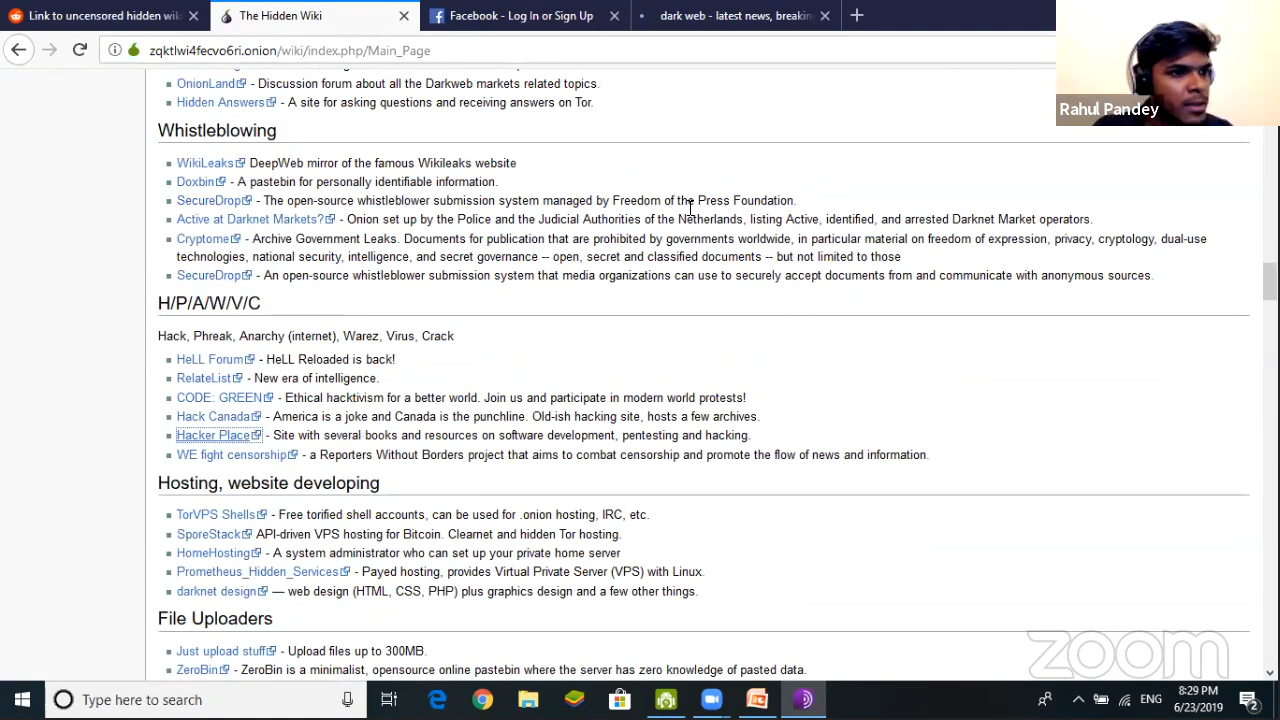 Link to uncensored hidden wiki
The Hidden Wiki
Facebook - Log In or Sign Up
dark web - latest news, breakin
zqktlwi4fecvo6ri.onion/wiki/index.php/Main_Page
Rahul Pandey
OnionLand - Discussion forum about all the Darkweb markets related topics.
Hidden Answers - A site for asking questions and receiving answers on Tor.
Whistleblowing
WikiLeaks DeepWeb mirror of the famous Wikileaks website
Doxbin - A pastebin for personally identifiable information.
SecureDrop - The open-source whistleblower submission system managed by Freedom of the Press Foundation.
Active at Darknet Markets? - Onion set up by the Police and the Judicial Authorities of the Netherlands, listing Active, identified, and arrested Darknet Market operators.
Cryptome - Archive Government Leaks. Documents for publication that are prohibited by governments worldwide, in particular material on freedom of expression, privacy, cryptology, dual-use
technologies, national security, intelligence, and secret governance -- open, secret and classified documents -- but not limited to those
SecureDrop - An open-source whistleblower submission system that media organizations can use to securely accept documents from and communicate with anonymous sources.
H/P/A/W/V/C
Hack, Phreak, Anarchy (internet), Warez, Virus, Crack
HeLL Forum - HeLL Reloaded is back!
RelateList - New era of intelligence.
CODE: GREEN - Ethical hacktivism for a better world. Join us and participate in modern world protests!
Hack Canada - America is a joke and Canada is the punchline. Old-ish hacking site, hosts a few archives.
Hacker Place - Site with several books and resources on software development, pentesting and hacking.
WE fight censorship - a Reporters Without Borders project that aims to combat censorship and promote the flow of news and information.
Hosting, website developing
TorVPS Shells - Free torified shell accounts, can be used for .onion hosting, IRC, etc.
SporeStack API-driven VPS hosting for Bitcoin. Clearnet and hidden Tor hosting.
HomeHosting - A system administrator who can set up your private home server
Prometheus_Hidden_Services - Payed hosting, provides Virtual Private Server (VPS) with Linux.
darknet design — web design (HTML, CSS, PHP) plus graphics design and a few other things.
File Uploaders
Just upload stuff - Upload files up to 300MB.
ZeroBin - ZeroBin is a minimalist, opensource online pastebin where the server has zero knowledge of pasted data.
zoom
Type here to search
ENG
8:29 PM
6/23/2019
2